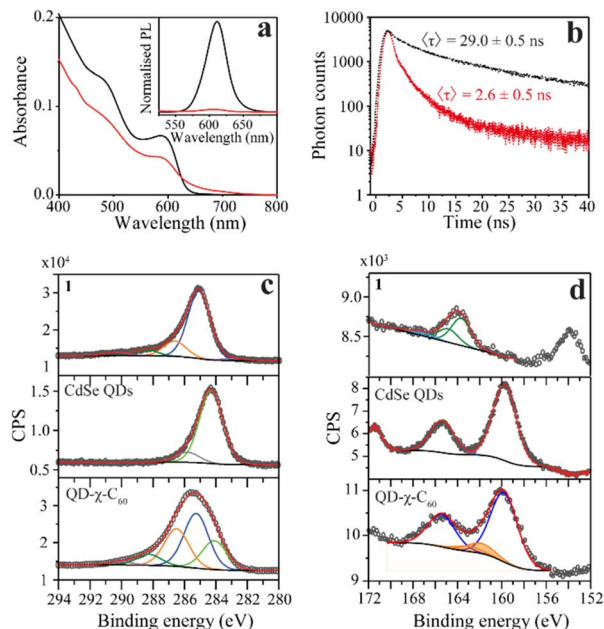 a
Absorbance
0.2
0.1
0.0
400 500 600 700 800
Wavelength (nm)
Normalised PL
550 600 650
Wavelength (nm)
b
Photon counts
10000
1000
100
10
1
⟨τ⟩ = 29.0 ± 0.5 ns
⟨τ⟩ = 2.6 ± 0.5 ns
0 5 10 15 20 25 30 35 40
Time (ns)
x10⁴
1
c
3
2
1
CdSe QDs
CPS
1.5
1.0
0.5
QD-χ-C₆₀
3
2
1
294 292 290 288 286 284 282 280
Binding energy (eV)
x10³
1
d
9.0
8.5
CdSe QDs
CPS
8
7
6
5
4
QD-χ-C₆₀
11
10
9
172 168 164 160 156 152
Binding energy (eV)